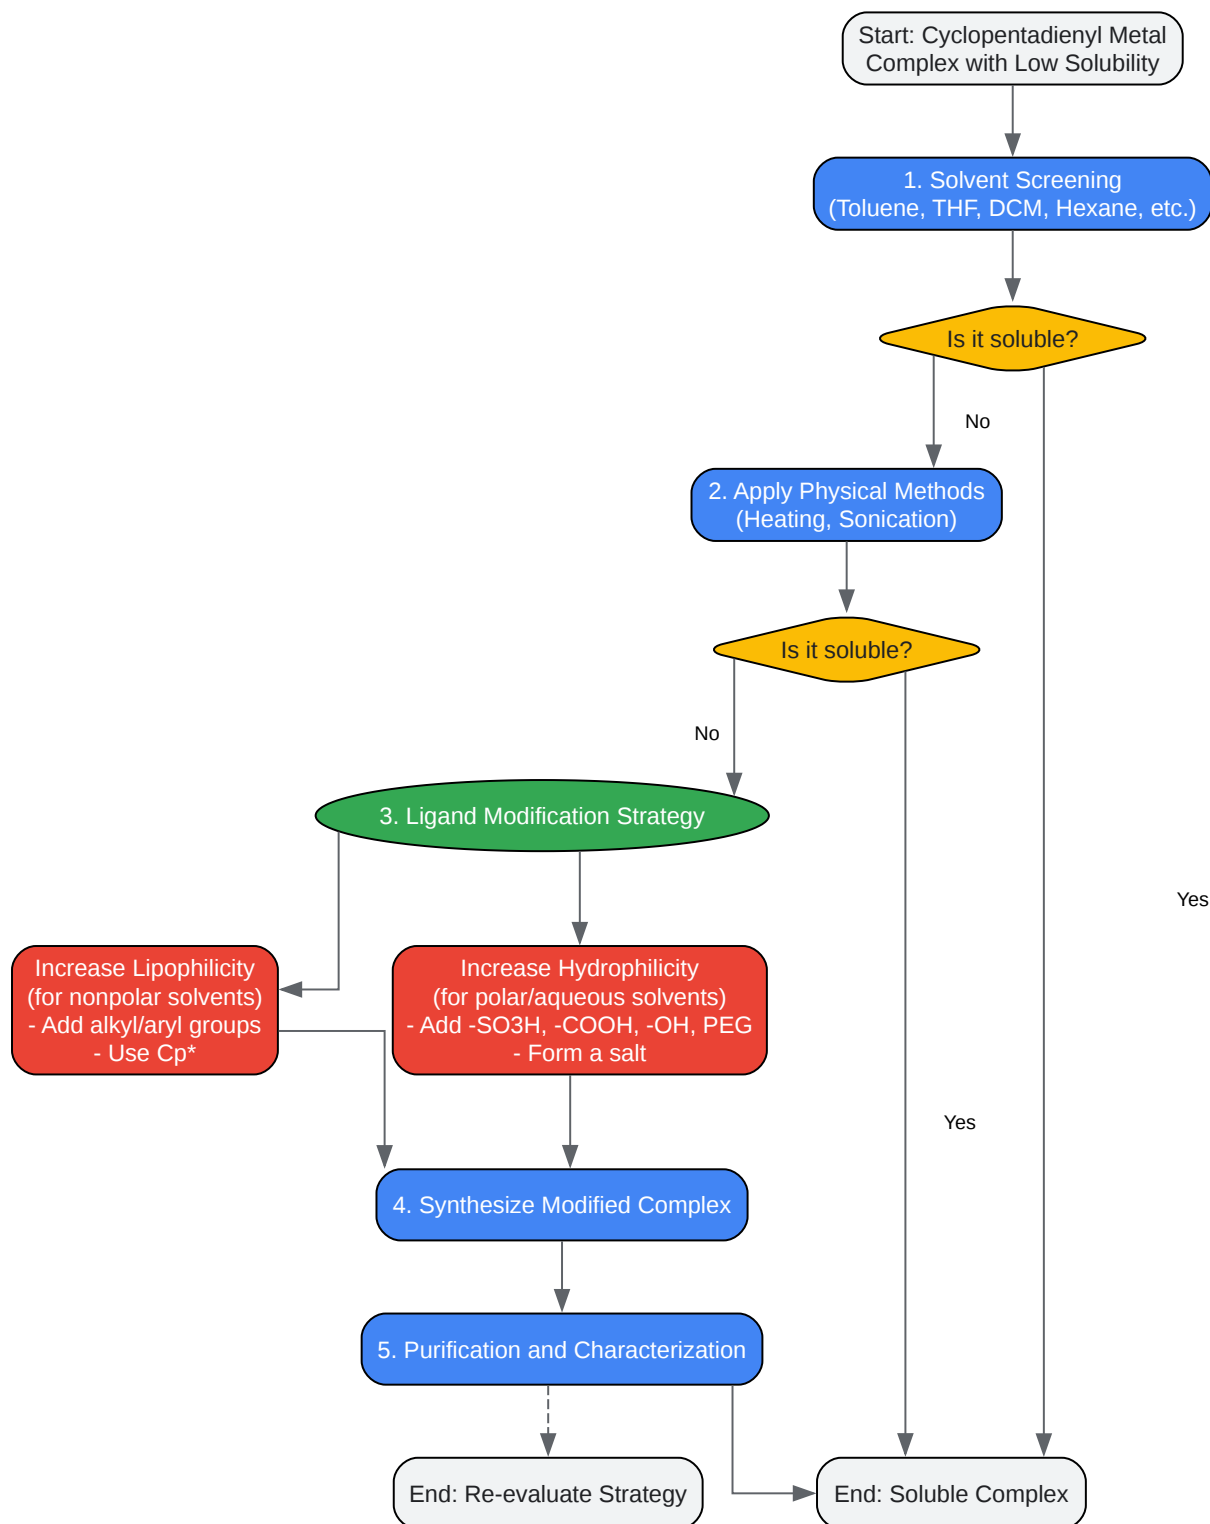 Start: Cyclopentadienyl Metal
Complex with Low Solubility
1. Solvent Screening
(Toluene, THF, DCM, Hexane, etc.)
Is it soluble?
No
2. Apply Physical Methods
(Heating, Sonication)
Is it soluble?
No
3. Ligand Modification Strategy
Yes
Increase Lipophilicity
(for nonpolar solvents)
- Add alkyl/aryl groups
- Use Cp*
Increase Hydrophilicity
(for polar/aqueous solvents)
- Add -SO3H, -COOH, -OH, PEG
- Form a salt
Yes
4. Synthesize Modified Complex
5. Purification and Characterization
End: Re-evaluate Strategy
End: Soluble Complex